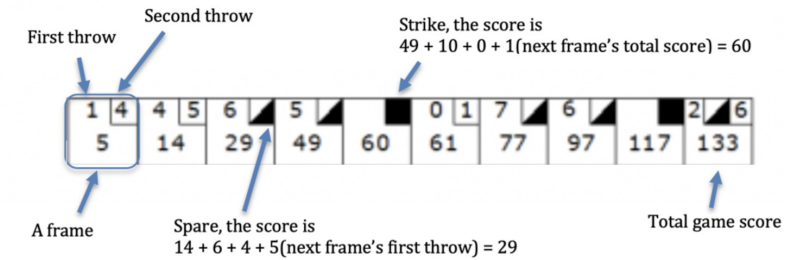 Second throw
First throw
Strike, the score is
49 + 10 + 0 + 1(next frame's total score) = 60
1 4 4 5 6 5 0 1 7 6 2 6
5 14 29 49 60 61 77 97 117 133
A frame
Spare, the score is
14 + 6 + 4 + 5(next frame's first throw) = 29
Total game score